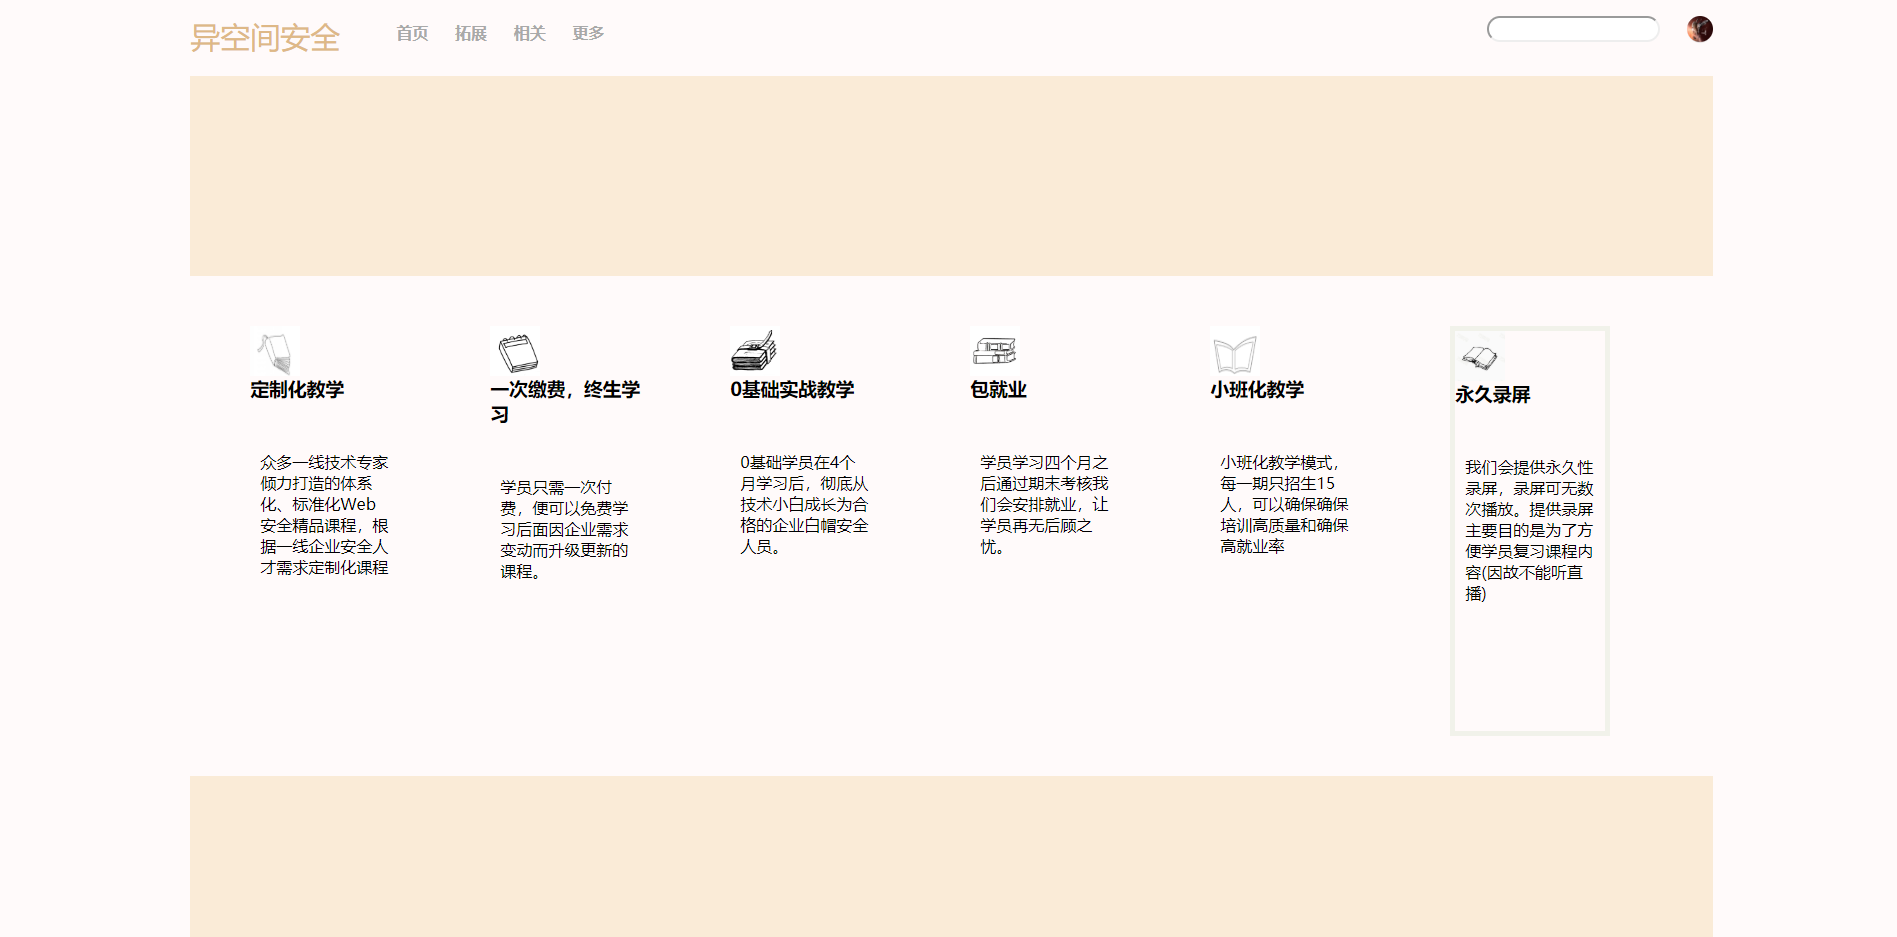 异空间安全
首页
拓展
相关
更多
定制化教学
众多一线技术专家
倾力打造的体系
化、标准化Web
安全精品课程，根
据一线企业安全人
才需求定制化课程
一次缴费，终生学
习
学员只需一次付
费，便可以免费学
习后面因企业需求
变动而升级更新的
课程。
0基础实战教学
0基础学员在4个
月学习后，彻底从
技术小白成长为合
格的企业白帽安全
人员。
包就业
学员学习四个月之
后通过期末考核我
们会安排就业，让
学员再无后顾之
忧。
小班化教学
小班化教学模式，
每一期只招生15
人，可以确保确保
培训高质量和确保
高就业率
永久录屏
我们会提供永久性
录屏，录屏可无数
次播放。提供录屏
主要目的是为了方
便学员复习课程内
容(因故不能听直
播)